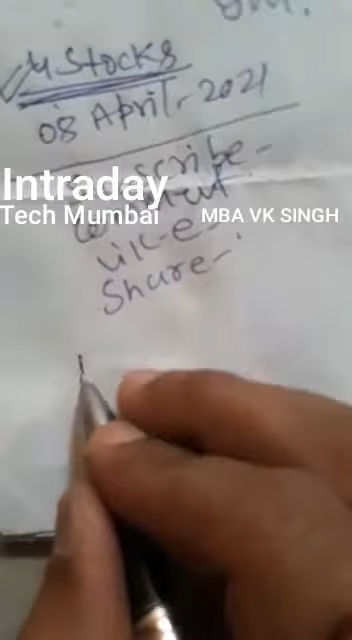 4 Stocks
08 April-2021
Subscribe-
Intraday
Tech Mumbai MBA VK SINGH
Like-
Share-